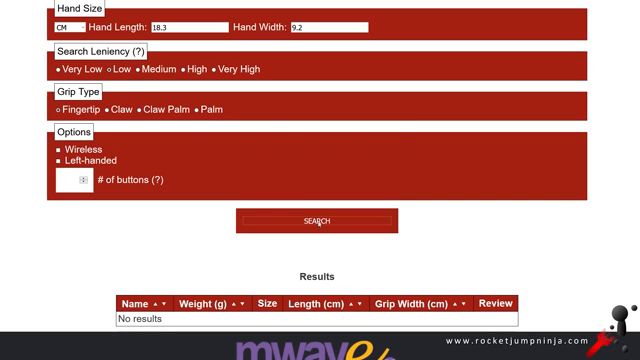 Hand Size
CM Hand Length: 18.3 Hand Width: 9.2
Search Leniency (?)
Very Low Low Medium High Very High
Grip Type
Fingertip Claw Claw Palm Palm
Options
Wireless
Left-handed
# of buttons (?)
SEARCH
Results
Name Weight (g) Size Length (cm) Grip Width (cm) Review
No results
www.rocketjumpninja.com
mwave